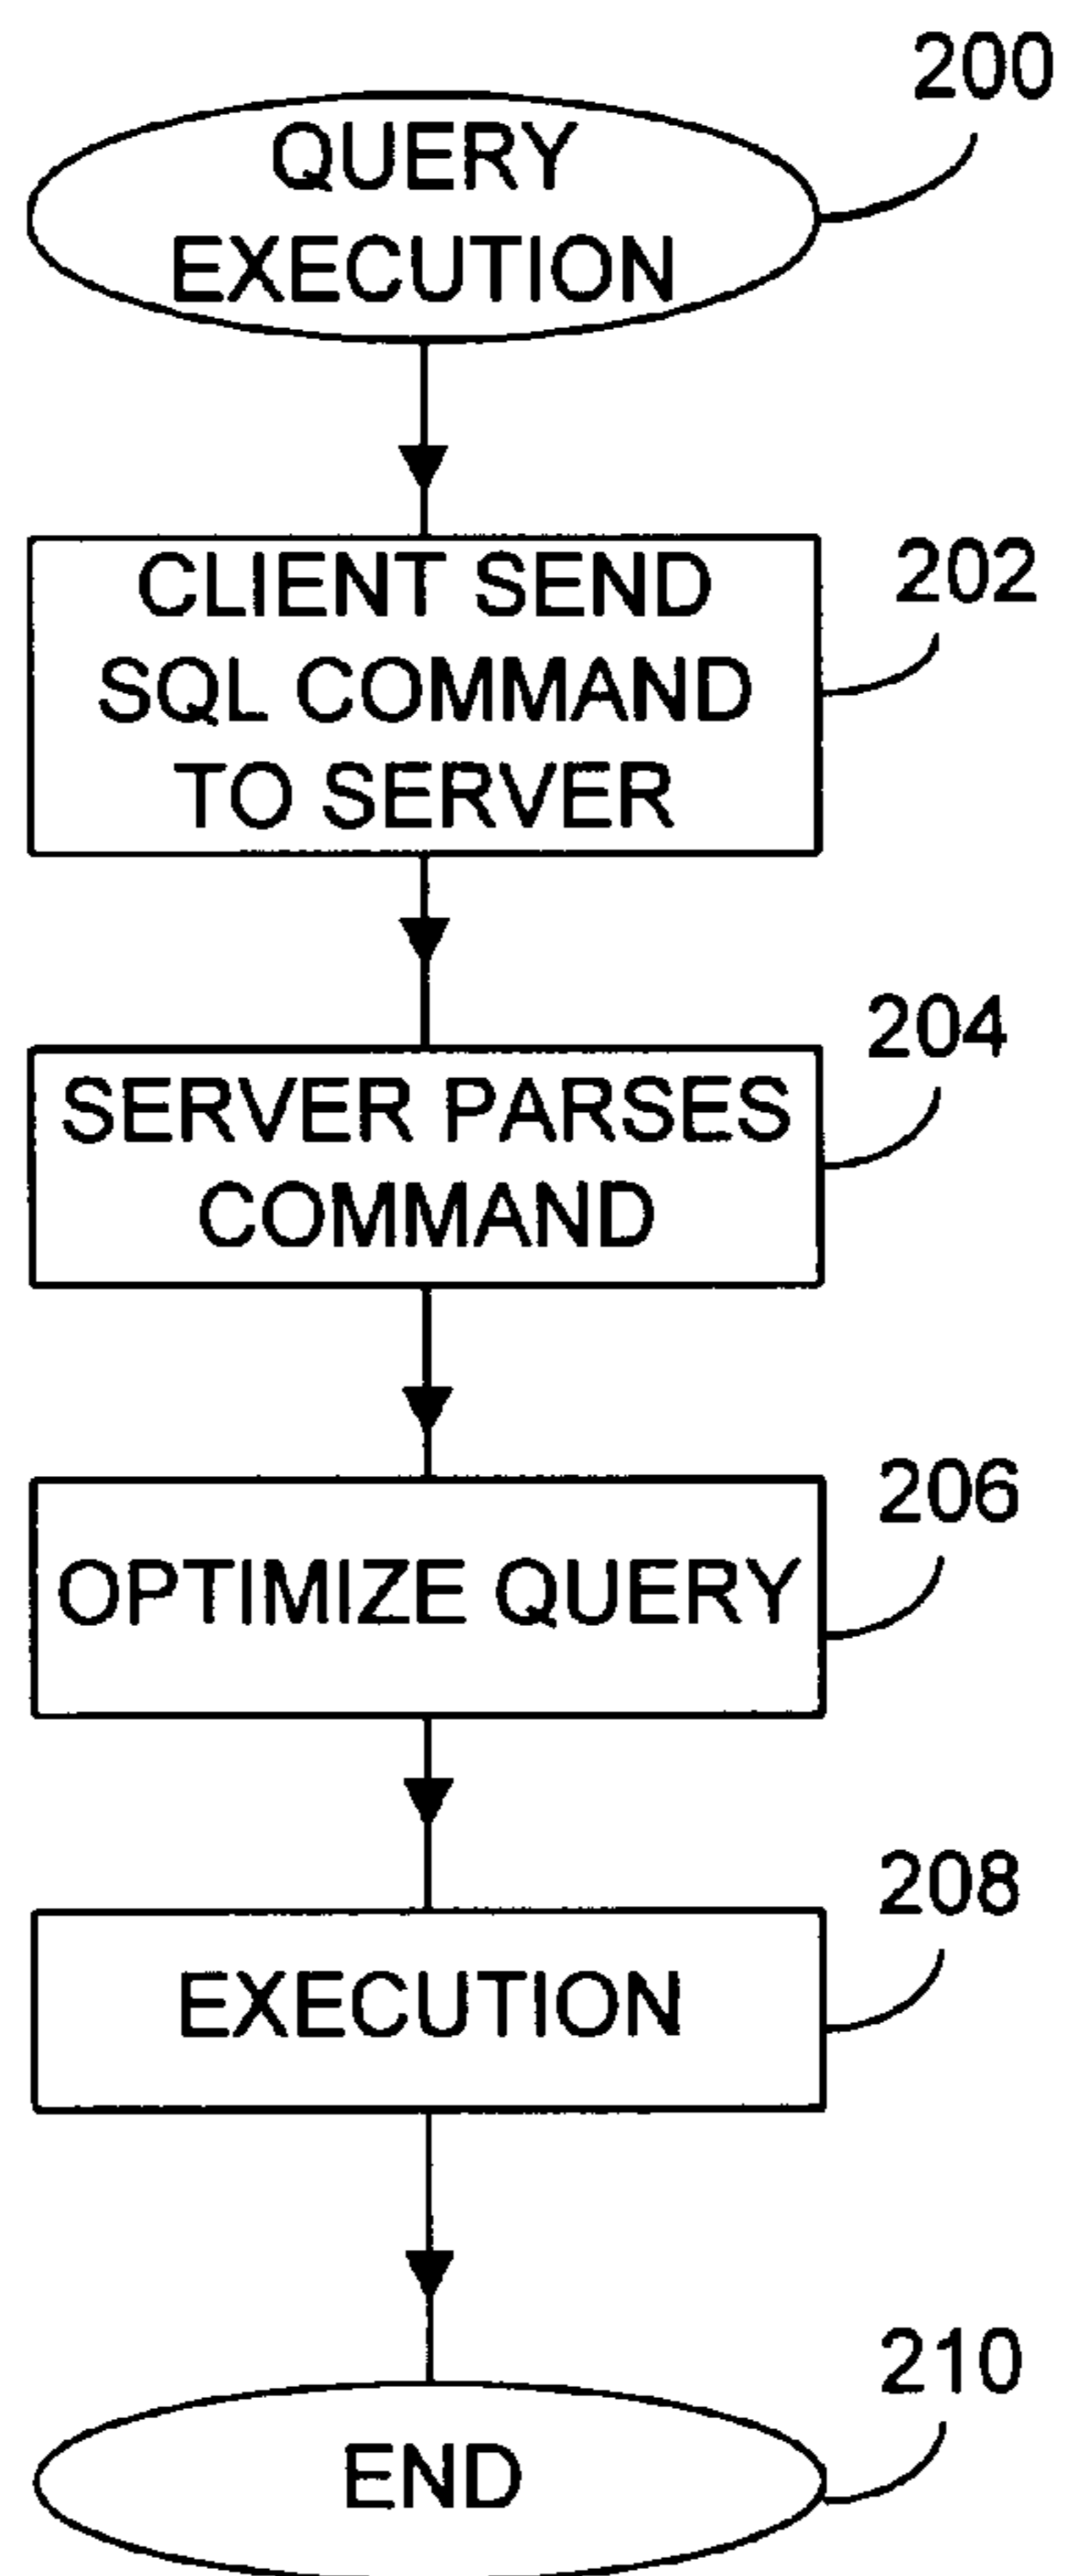 200
QUERY
EXECUTION
CLIENT SEND
SQL COMMAND
TO SERVER
202
SERVER PARSES
COMMAND
204
OPTIMIZE QUERY
206
EXECUTION
208
END
210